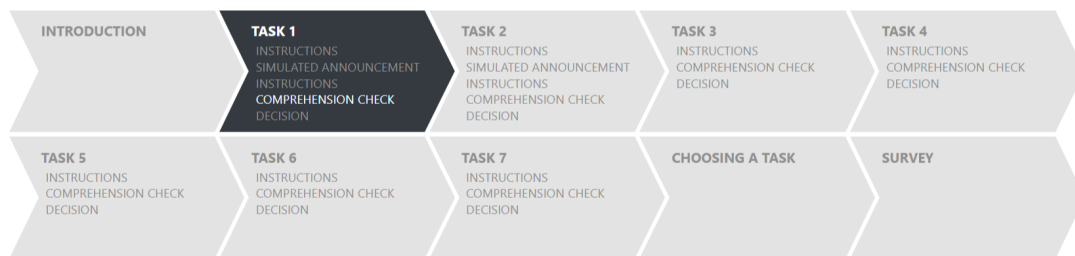 INTRODUCTION
TASK 1
INSTRUCTIONS
SIMULATED ANNOUNCEMENT
INSTRUCTIONS
COMPREHENSION CHECK
DECISION
TASK 2
INSTRUCTIONS
SIMULATED ANNOUNCEMENT
INSTRUCTIONS
COMPREHENSION CHECK
DECISION
TASK 3
INSTRUCTIONS
COMPREHENSION CHECK
DECISION
TASK 4
INSTRUCTIONS
COMPREHENSION CHECK
DECISION
TASK 5
INSTRUCTIONS
COMPREHENSION CHECK
DECISION
TASK 6
INSTRUCTIONS
COMPREHENSION CHECK
DECISION
TASK 7
INSTRUCTIONS
COMPREHENSION CHECK
DECISION
CHOOSING A TASK
SURVEY